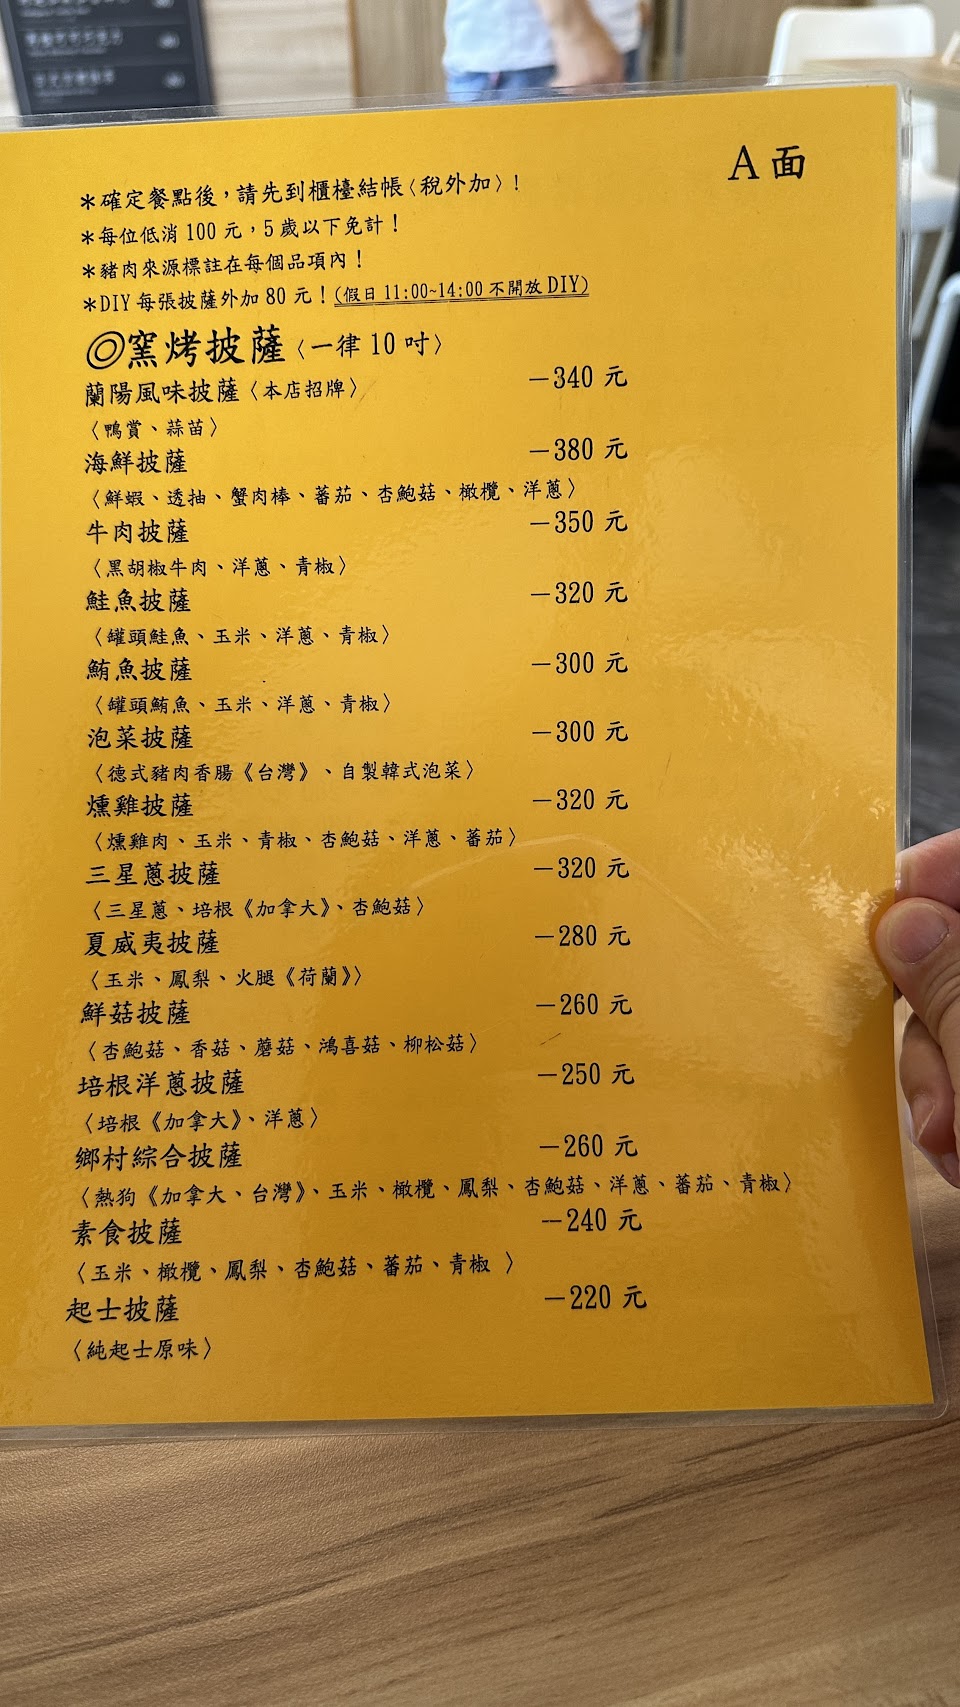 A面
＊確定餐點後，請先到櫃檯結帳〈稅外加〉！
＊每位低消 100 元，5 歲以下免計！
＊豬肉來源標註在每個品項內！
＊DIY 每張披薩外加 80 元！(假日 11:00~14:00 不開放 DIY)
◎窯烤披薩〈一律 10 吋〉
蘭陽風味披薩〈本店招牌〉 －340 元
〈鴨賞、蒜苗〉
海鮮披薩 －380 元
〈鮮蝦、透抽、蟹肉棒、蕃茄、杏鮑菇、橄欖、洋蔥〉
牛肉披薩 －350 元
〈黑胡椒牛肉、洋蔥、青椒〉
鮭魚披薩 －320 元
〈罐頭鮭魚、玉米、洋蔥、青椒〉
鮪魚披薩 －300 元
〈罐頭鮪魚、玉米、洋蔥、青椒〉
泡菜披薩 －300 元
〈德式豬肉香腸《台灣》、自製韓式泡菜〉
燻雞披薩 －320 元
〈燻雞肉、玉米、青椒、杏鮑菇、洋蔥、蕃茄〉
三星蔥披薩 －320 元
〈三星蔥、培根《加拿大》、杏鮑菇〉
夏威夷披薩 －280 元
〈玉米、鳳梨、火腿《荷蘭》〉
鮮菇披薩 －260 元
〈杏鮑菇、香菇、蘑菇、鴻喜菇、柳松菇〉
培根洋蔥披薩 －250 元
〈培根《加拿大》、洋蔥〉
鄉村綜合披薩 －260 元
〈熱狗《加拿大、台灣》、玉米、橄欖、鳳梨、杏鮑菇、洋蔥、蕃茄、青椒〉
素食披薩 －240 元
〈玉米、橄欖、鳳梨、杏鮑菇、蕃茄、青椒 〉
起士披薩 －220 元
〈純起士原味〉